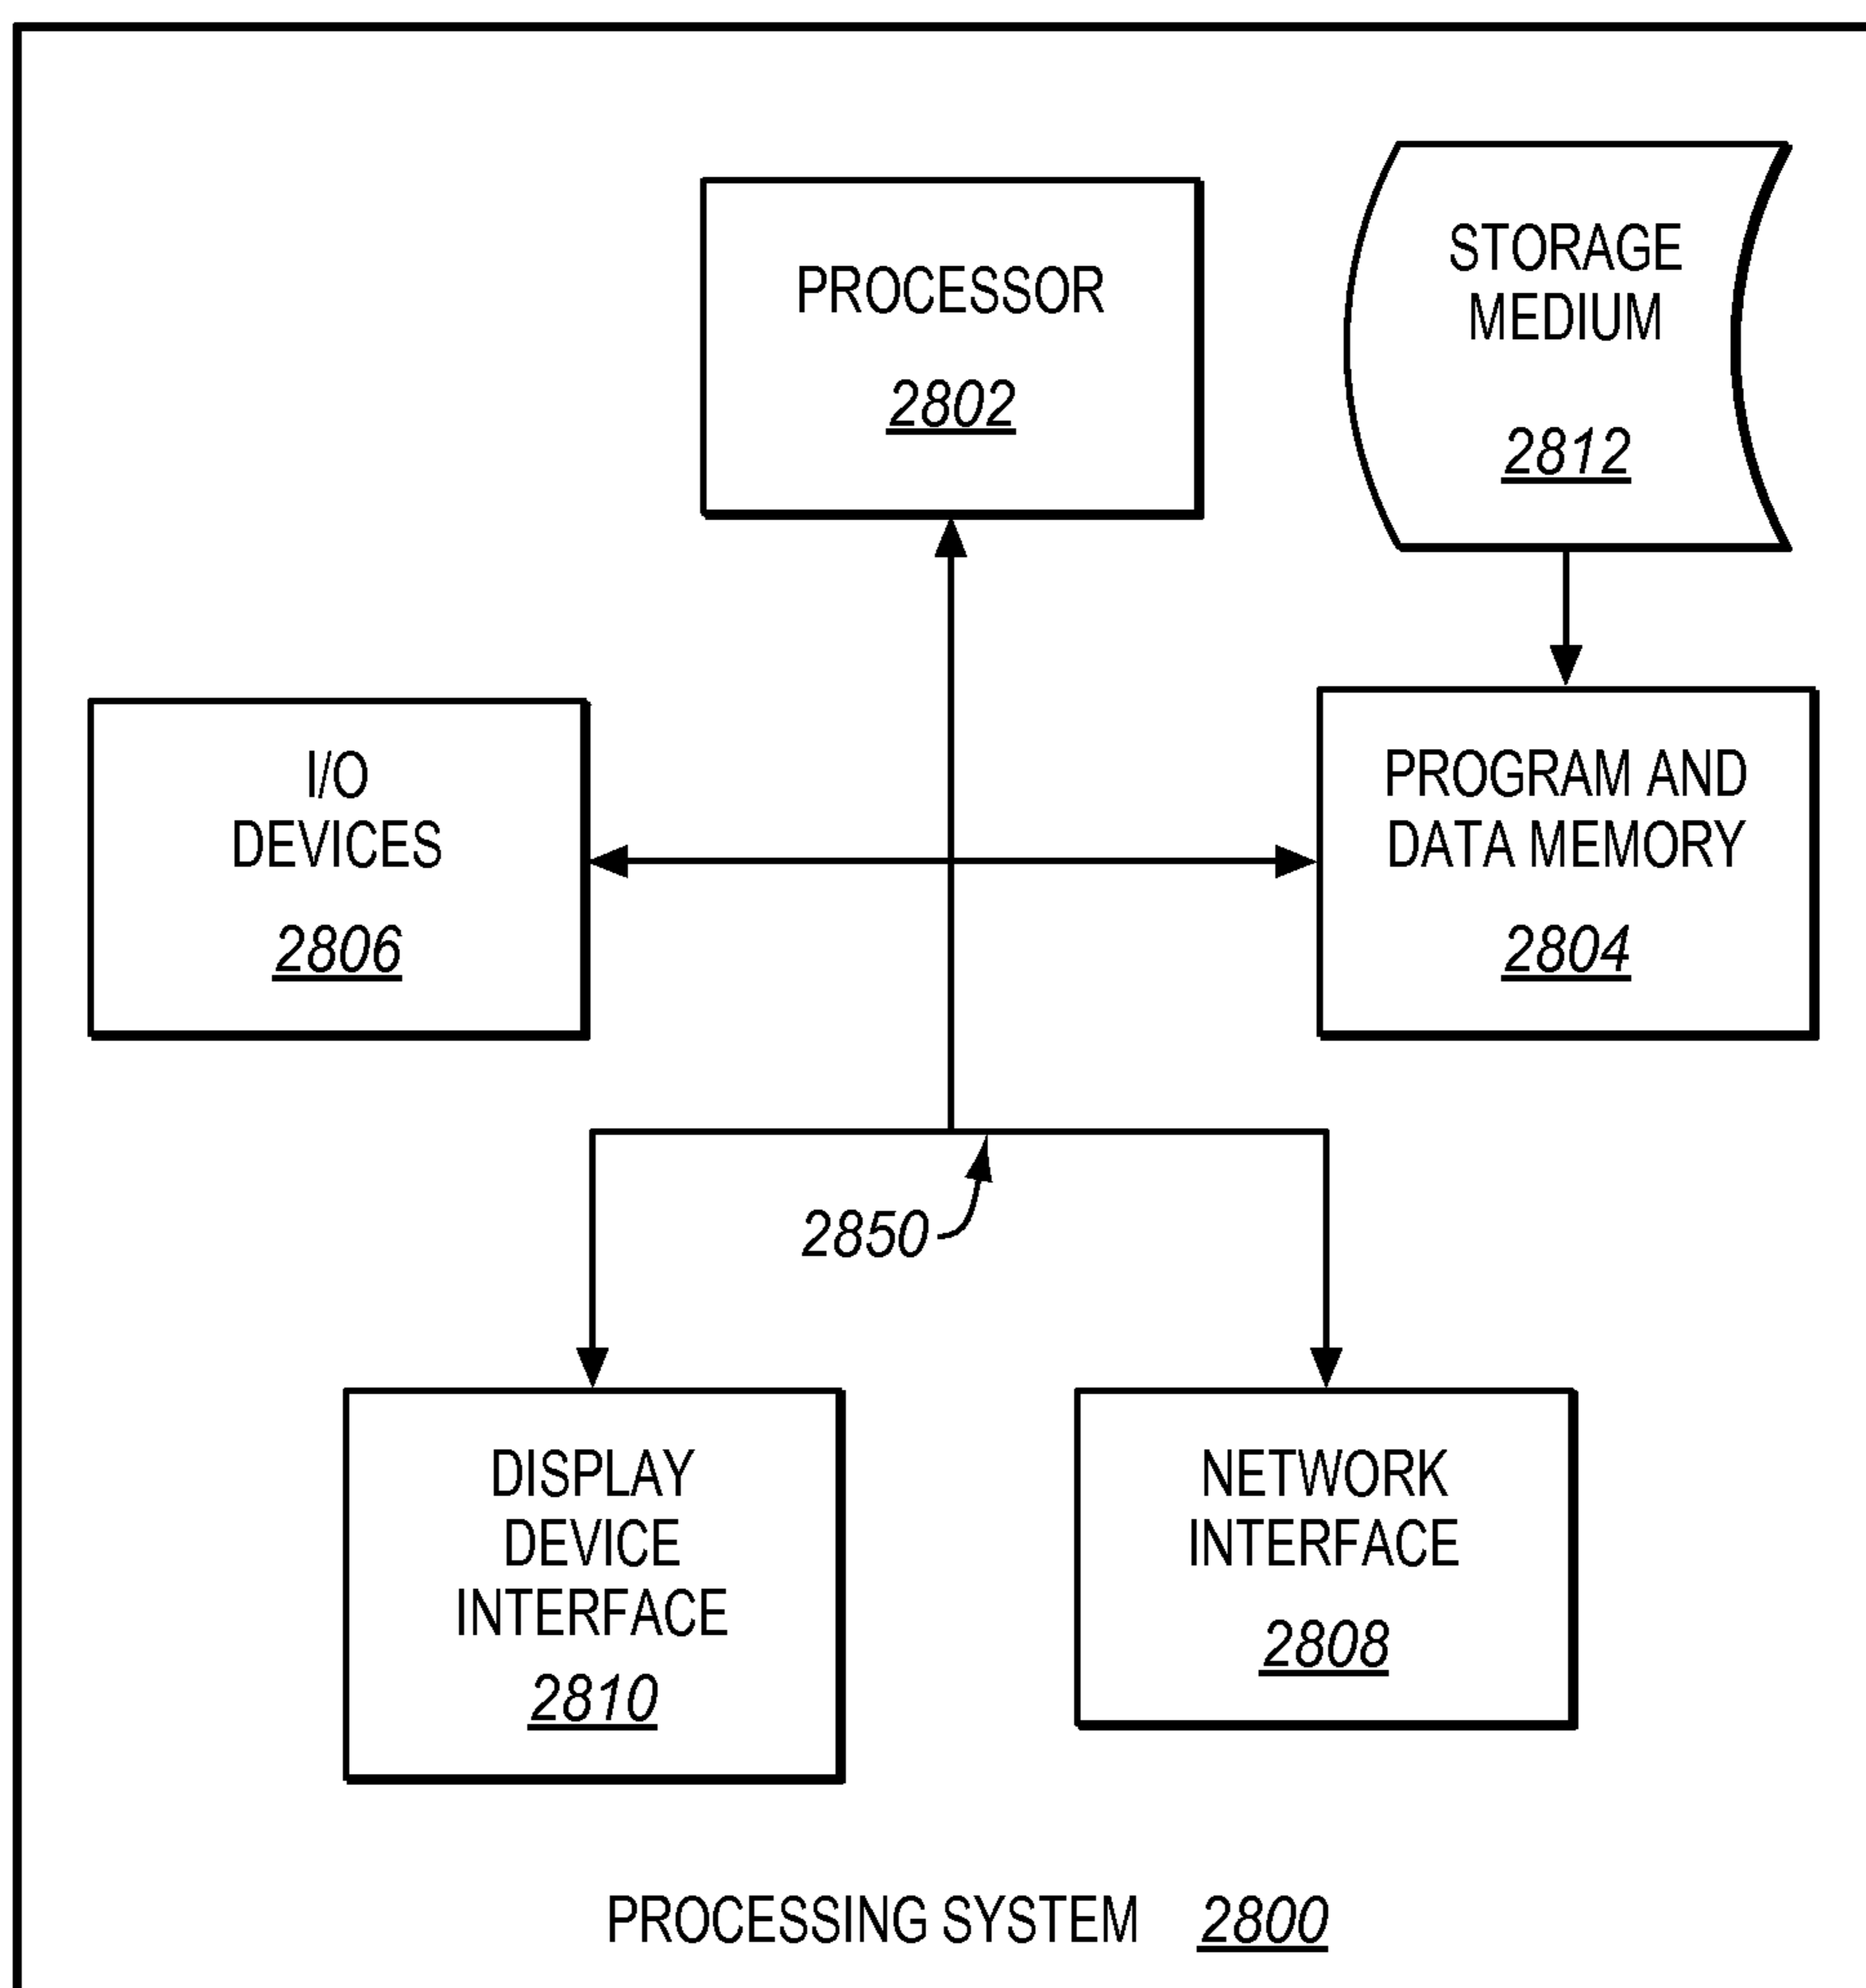 PROCESSOR
2802
STORAGE
MEDIUM
2812
I/O
DEVICES
2806
PROGRAM AND
DATA MEMORY
2804
2850
DISPLAY
DEVICE
INTERFACE
2810
NETWORK
INTERFACE
2808
PROCESSING SYSTEM 2800